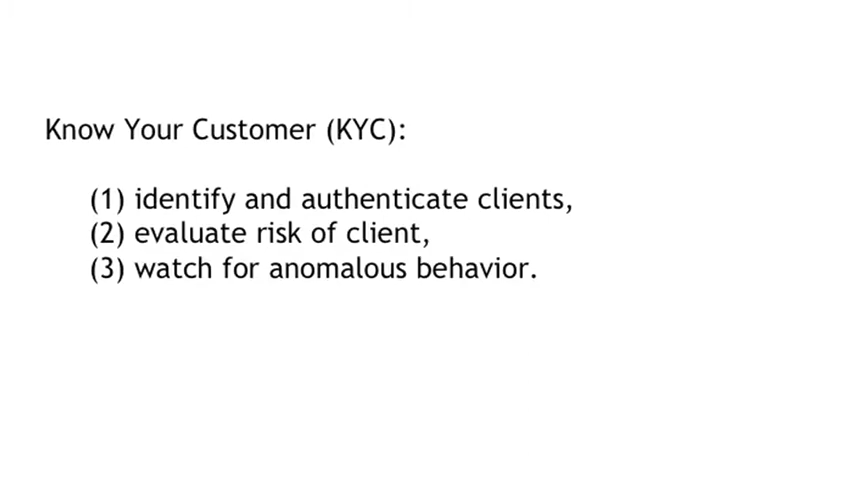 Know Your Customer (KYC):
(1) identify and authenticate clients,
(2) evaluate risk of client,
(3) watch for anomalous behavior.